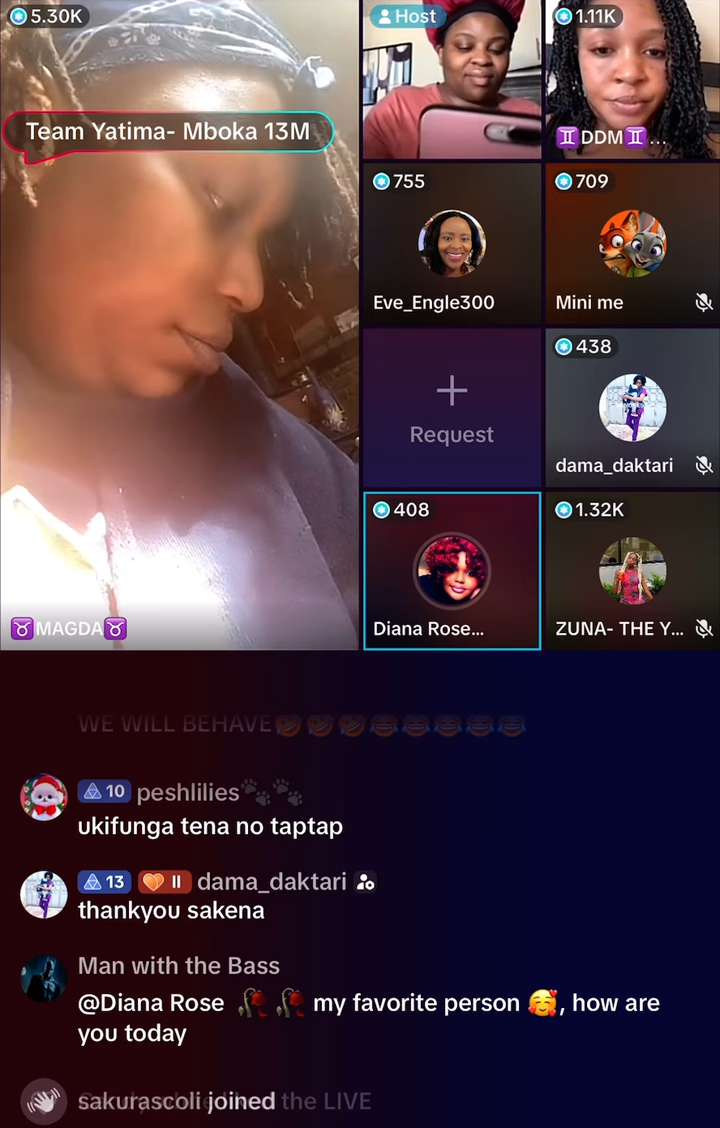 5.30K
Host
1.11K
Team Yatima- Mboka 13M
♊DDM♊...
755
709
Eve_Engle300
Mini me
438
Request
dama_daktari
408
1.32K
♉MAGDA♉
Diana Rose...
ZUNA- THE Y...
WE WILL BEHAVE🤣🤣🤣😂😂😂😂
10 peshlilies🐾🐾
ukifunga tena no taptap
13 II dama_daktari
thankyou sakena
Man with the Bass
@Diana Rose 🥀🥀 my favorite person 🥰, how are
you today
sakurascoli joined the LIVE